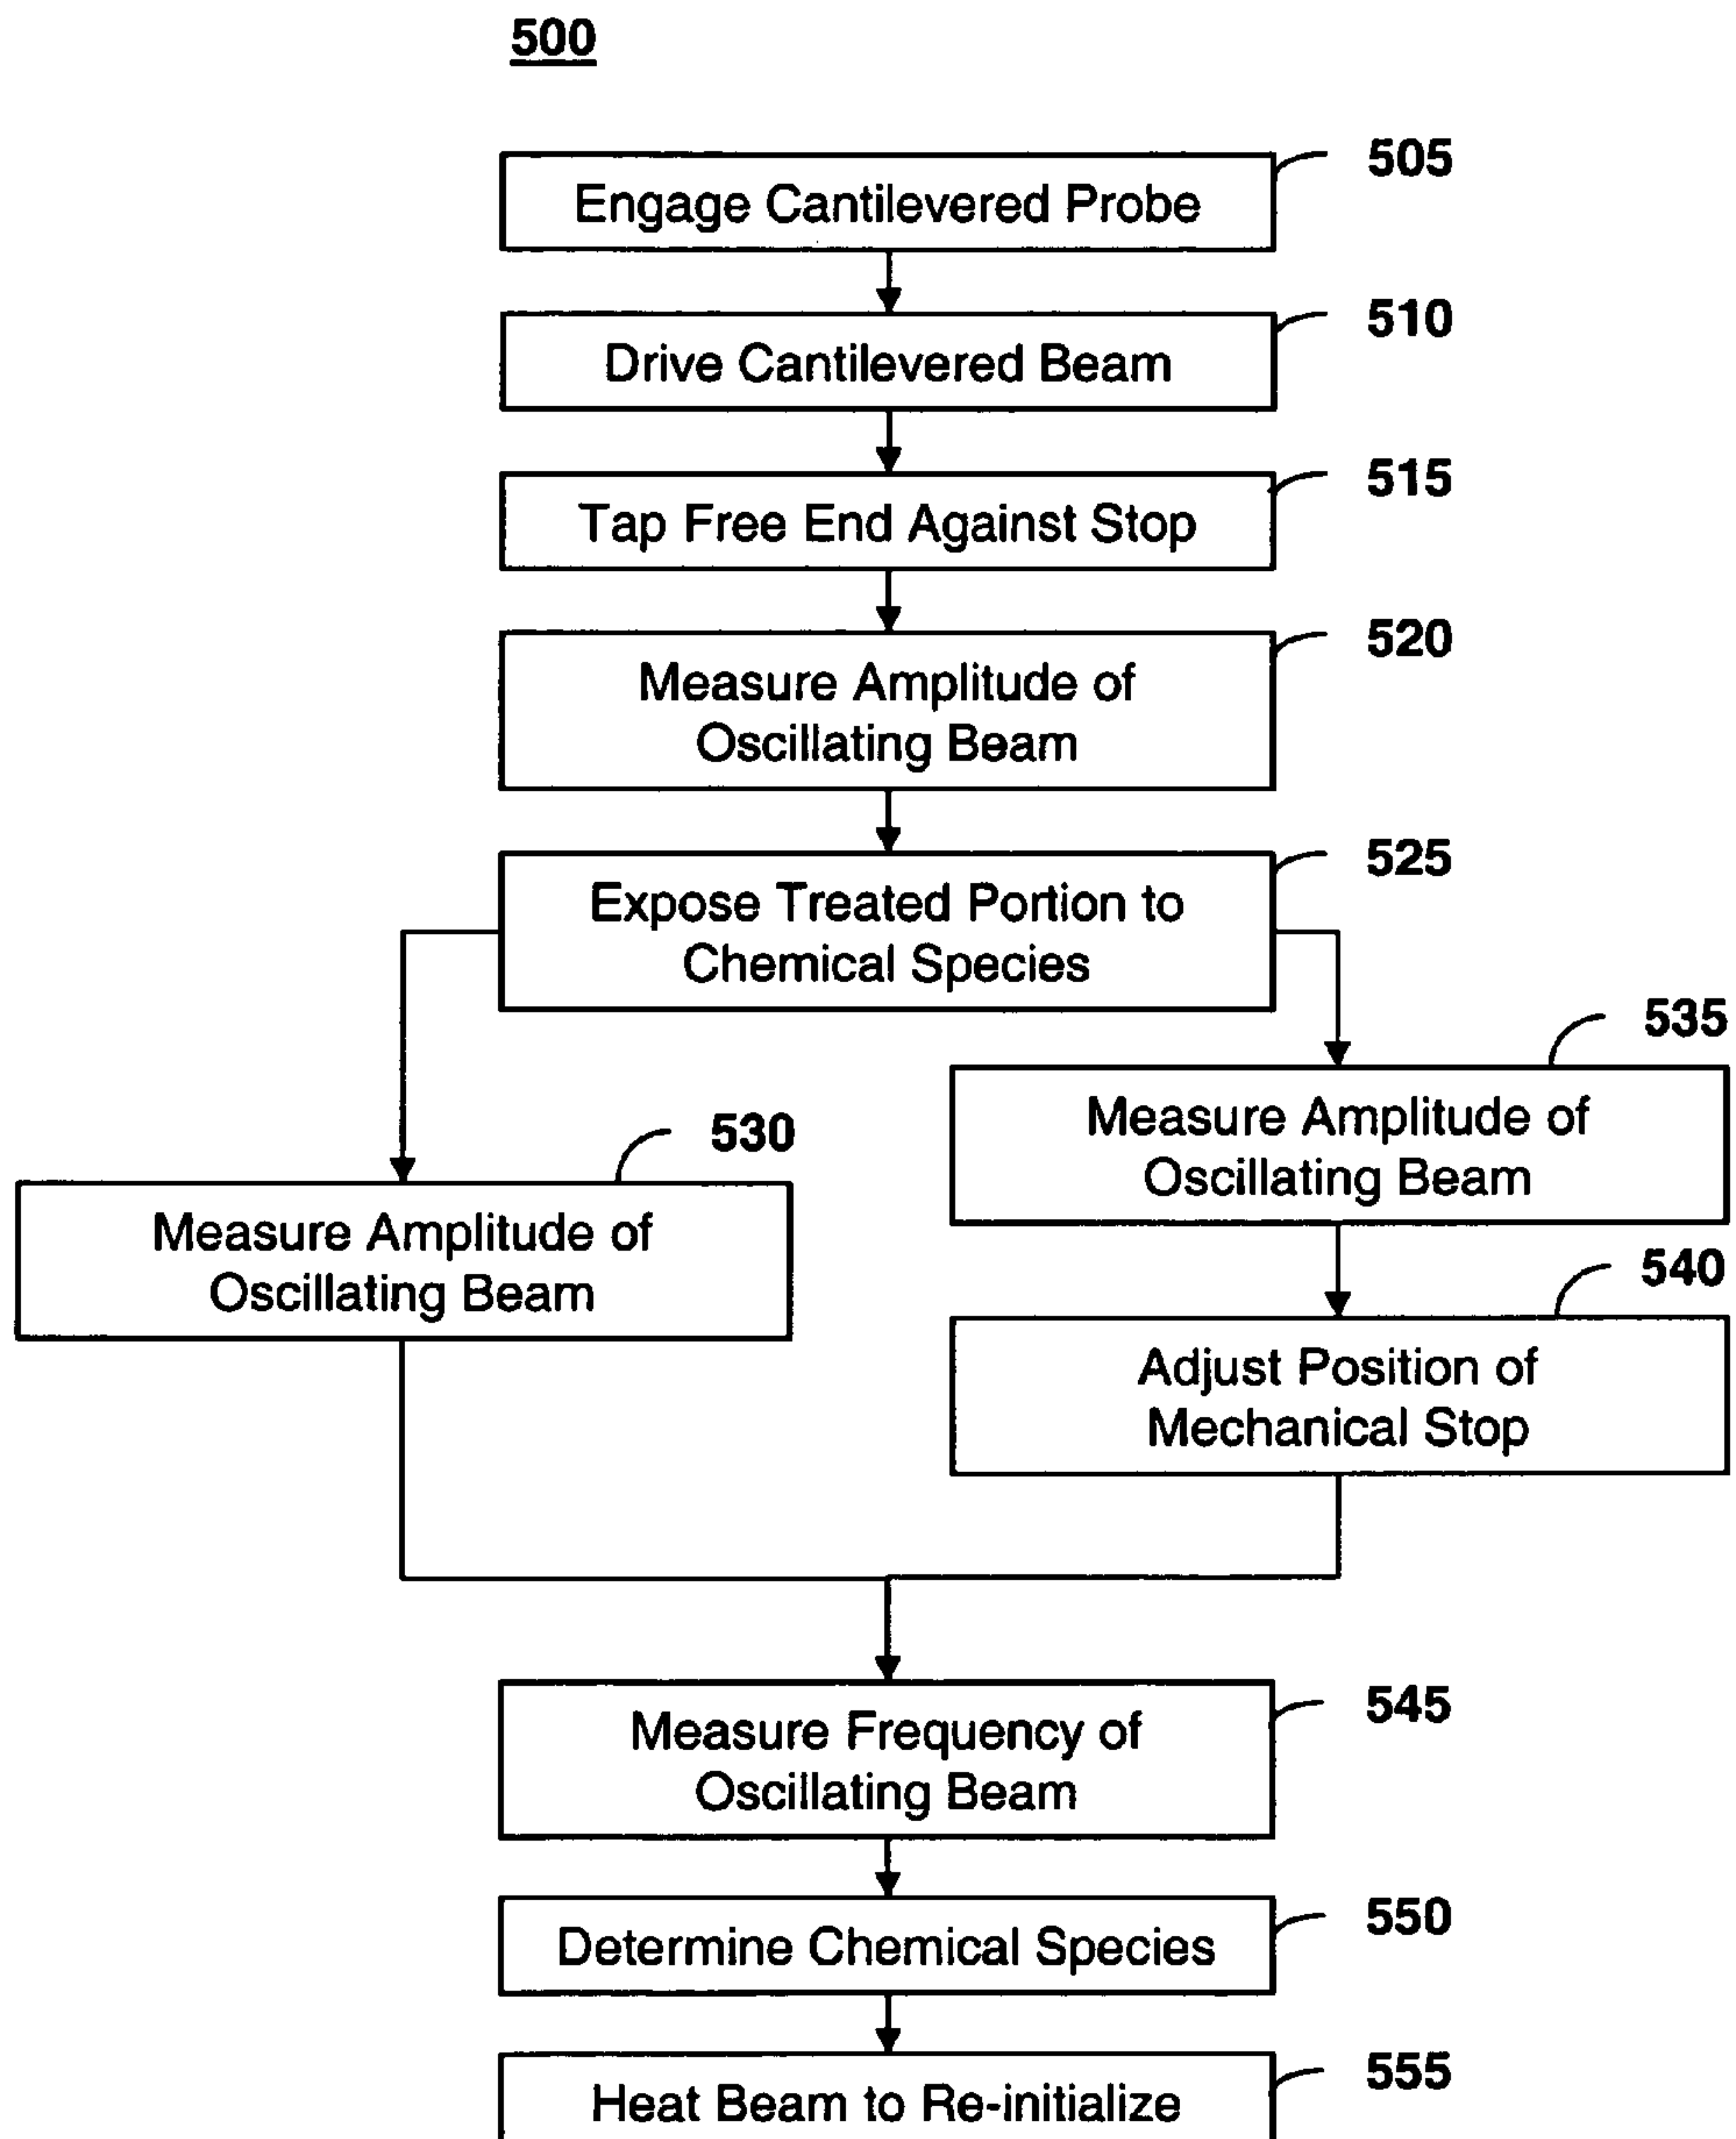 500
505
Engage Cantilevered Probe
510
Drive Cantilevered Beam
515
Tap Free End Against Stop
520
Measure Amplitude of
Oscillating Beam
525
Expose Treated Portion to
Chemical Species
535
Measure Amplitude of
Oscillating Beam
530
Measure Amplitude of
Oscillating Beam
540
Adjust Position of
Mechanical Stop
545
Measure Frequency of
Oscillating Beam
550
Determine Chemical Species
555
Heat Beam to Re-initialize